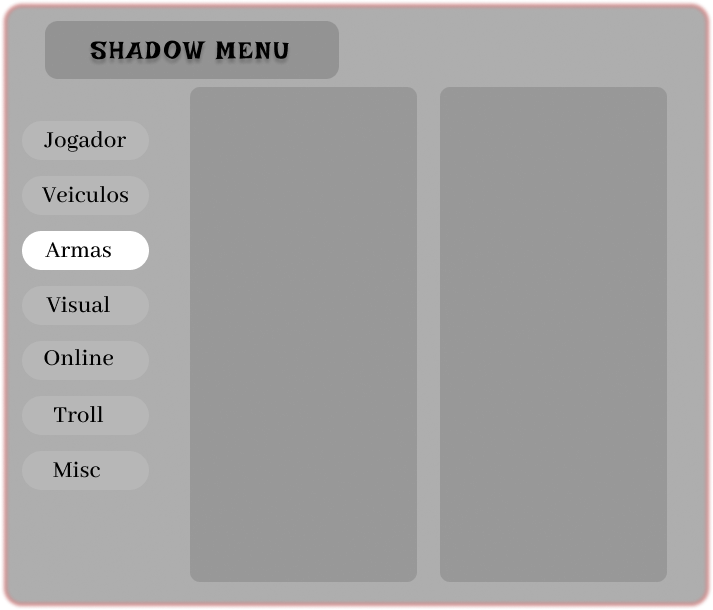 SHADOW MENU
Jogador
Veiculos
Armas
Visual
Online
Troll
Misc